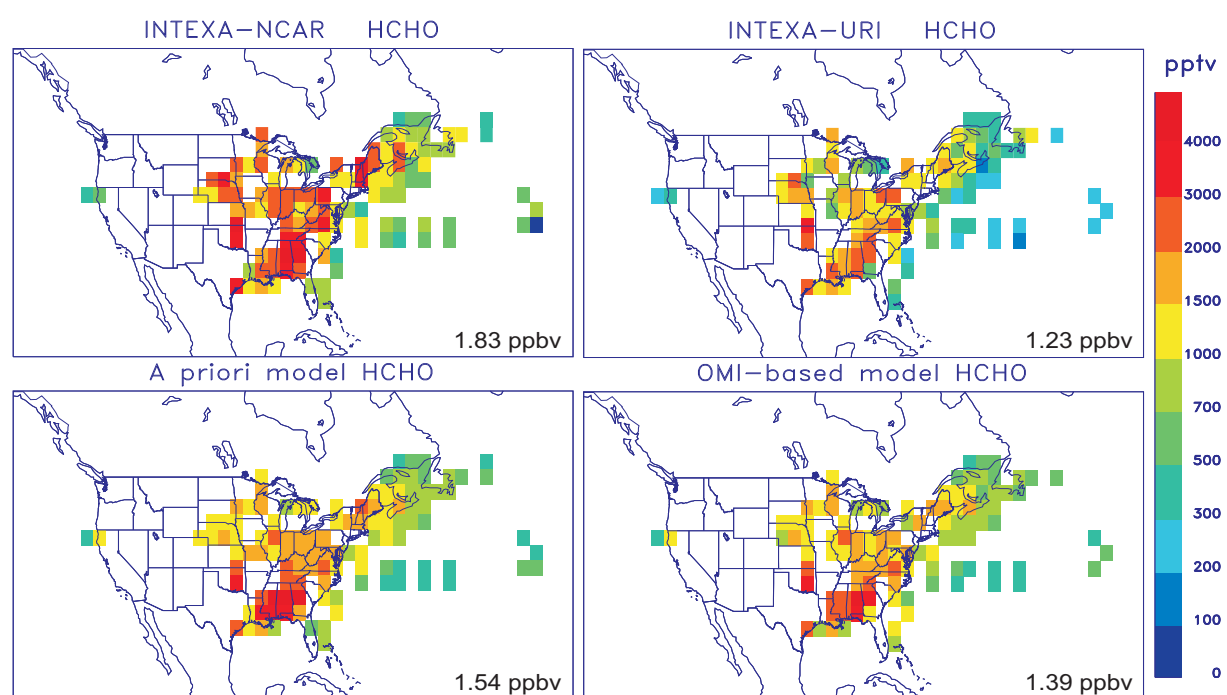 INTEXA-NCAR HCHO
INTEXA-URI HCHO
pptv
4000
3000
2000
1500
1000
700
500
300
200
100
0
1.83 ppbv
1.23 ppbv
A priori model HCHO
OMI-based model HCHO
1.54 ppbv
1.39 ppbv